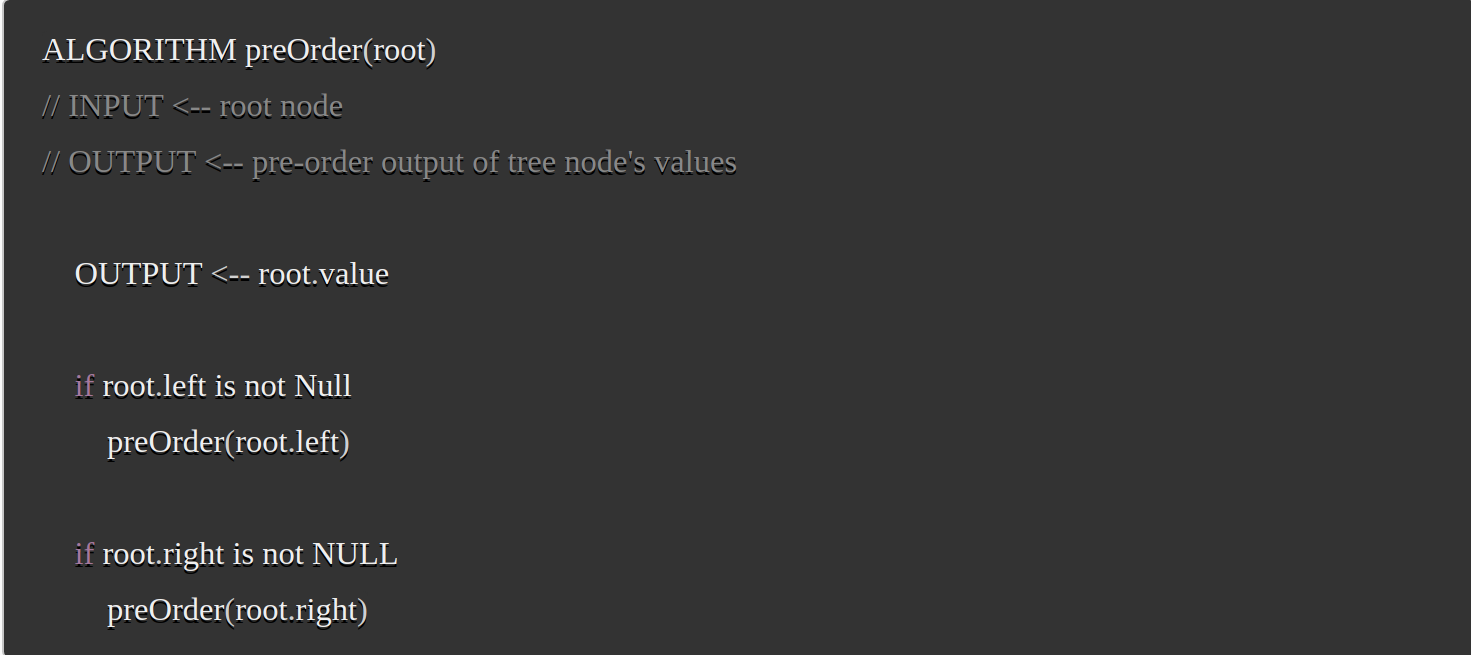 ALGORITHM preOrder(root)
// INPUT <-- root node
// OUTPUT <-- pre-order output of tree node's values
OUTPUT <-- root.value
if root.left is not Null
preOrder(root.left)
if root.right is not NULL
preOrder(root.right)